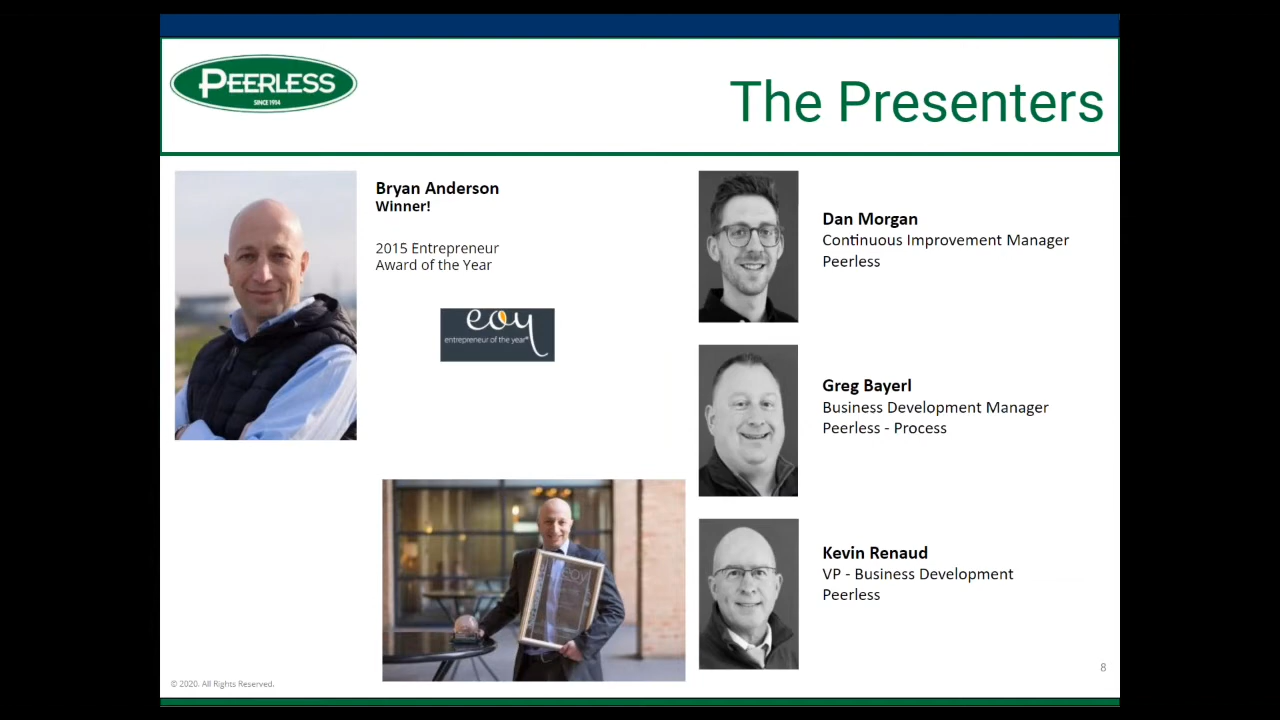 PEERLESS
SINCE 1914
The Presenters
Bryan Anderson
Winner!
2015 Entrepreneur
Award of the Year
eoy
entrepreneur of the year®
Dan Morgan
Continuous Improvement Manager
Peerless
Greg Bayerl
Business Development Manager
Peerless - Process
Kevin Renaud
VP - Business Development
Peerless
eoy
8
© 2020. All Rights Reserved.